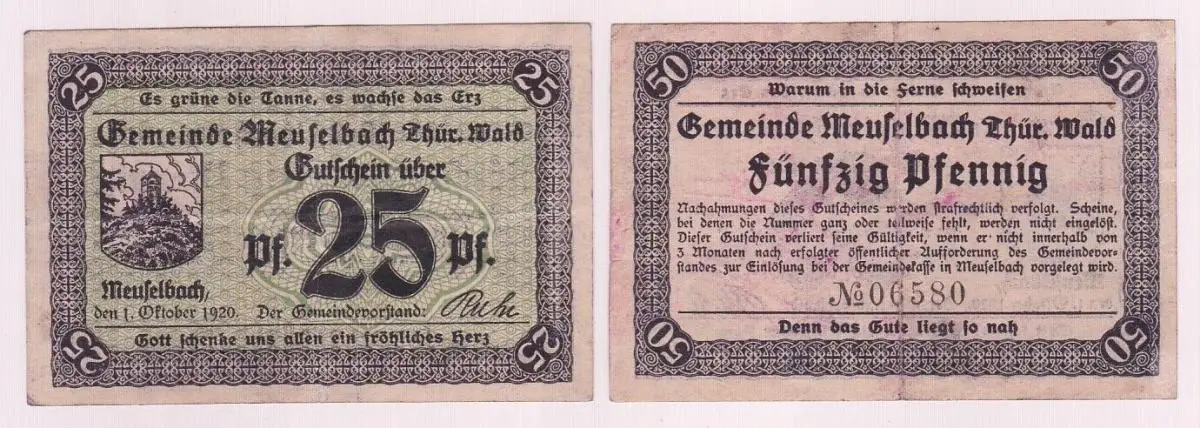 25 25
Es grüne die Tanne, es wachse das Erz
Gemeinde Meuselbach Thür. Wald
Gutschein über
Pf. 25 Pf.
Meuselbach,
den 1. Oktober 1920. Der Gemeindevorstand:
Gott schenke uns allen ein fröhliches Herz
25 25
50 50
Warum in die Ferne schweifen
Gemeinde Meuselbach Thür. Wald
Fünfzig Pfennig
Nachahmungen dieses Gutscheines werden strafrechtlich verfolgt. Scheine,
bei denen die Nummer ganz oder teilweise fehlt, werden nicht eingelöst.
Dieser Gutschein verliert seine Gültigkeit, wenn er nicht innerhalb von
3 Monaten nach erfolgter öffentlicher Aufforderung des Gemeindevor-
standes zur Einlösung bei der Gemeindekasse in Meuselbach vorgelegt wird.
№ 06580
Denn das Gute liegt so nah
50 50